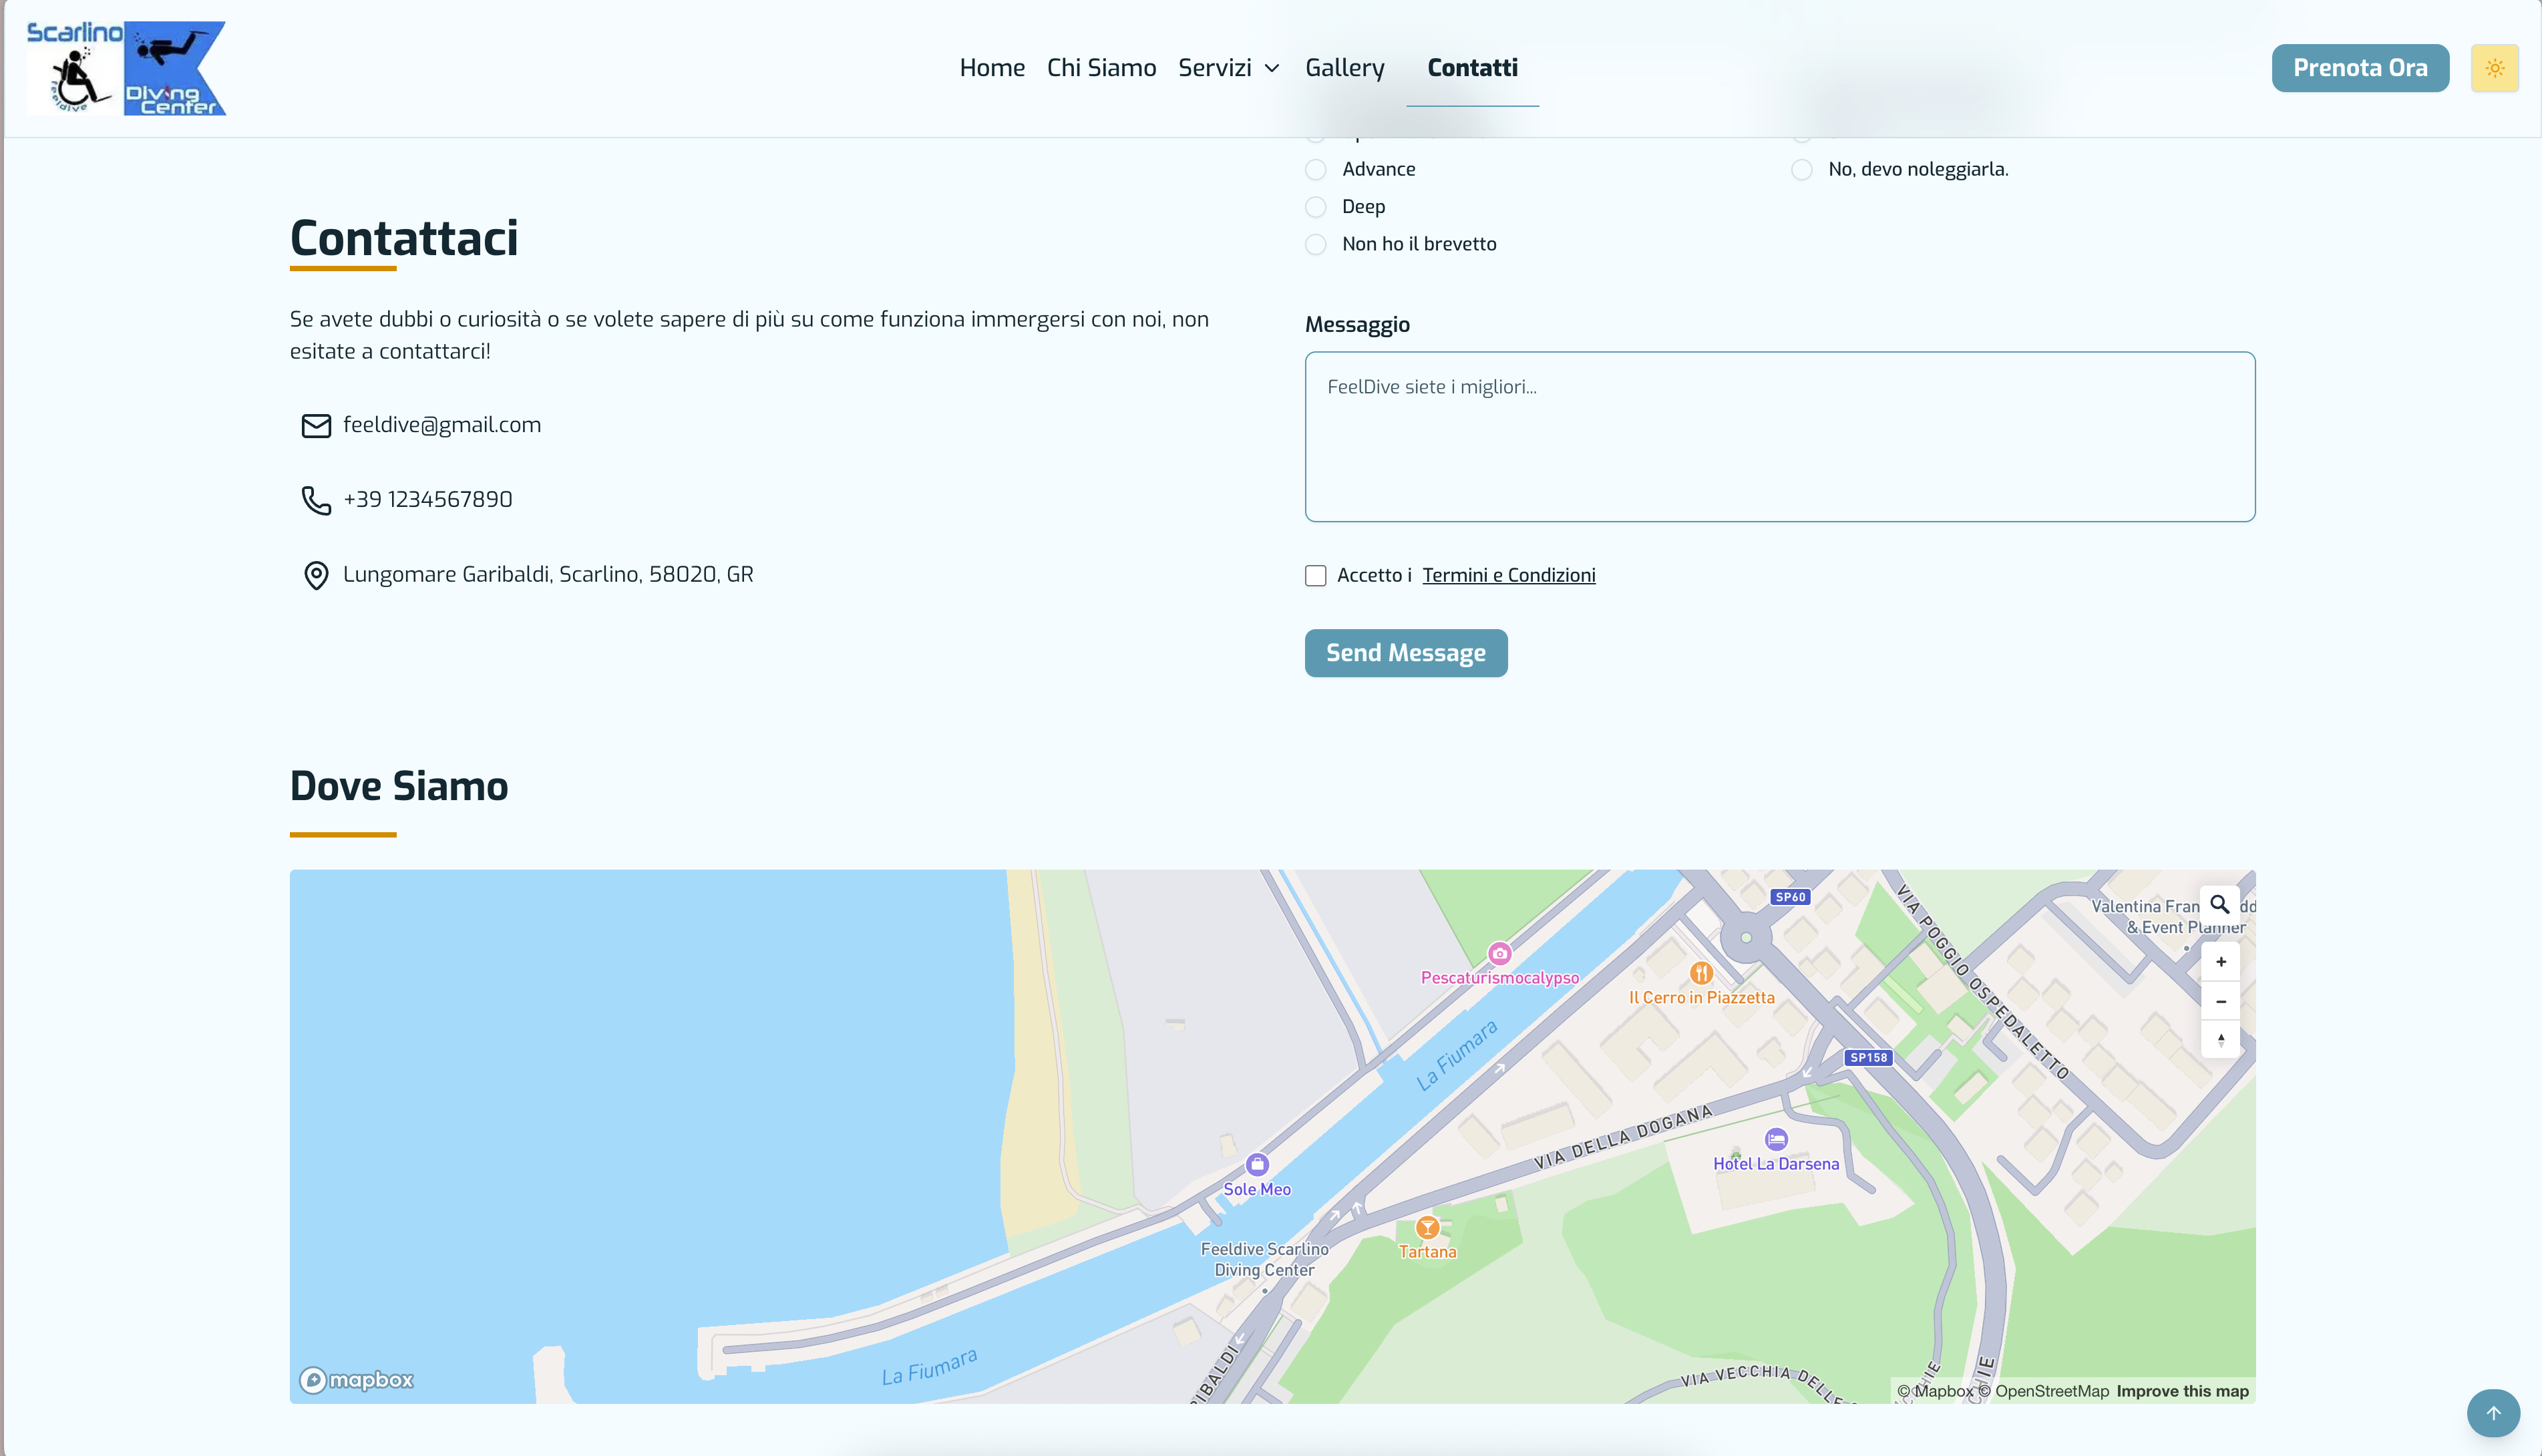 Scarlino
feeldive
Diving
Center
Home
Chi Siamo
Servizi
Gallery
Contatti
Prenota Ora
Advance
No, devo noleggiarla.
Deep
Non ho il brevetto
Contattaci
Se avete dubbi o curiosità o se volete sapere di più su come funziona immergersi con noi, non
esitate a contattarci!
feeldive@gmail.com
+39 1234567890
Lungomare Garibaldi, Scarlino, 58020, GR
Messaggio
FeelDive siete i migliori...
Accetto i Termini e Condizioni
Send Message
Dove Siamo
SP60
VIA POGGIO OSPEDALETTO
Valentina
& Event Planner
Pescaturismocalypso
Il Cerro in Piazzetta
La Fiumara
SP158
VIA DELLA DOGANA
Hotel La Darsena
Sole Meo
Feeldive Scarlino
Diving Center
Tartana
La Fiumara
IBALDI
VIA VECCHIA DELLE
CHIE
mapbox
© Mapbox © OpenStreetMap Improve this map